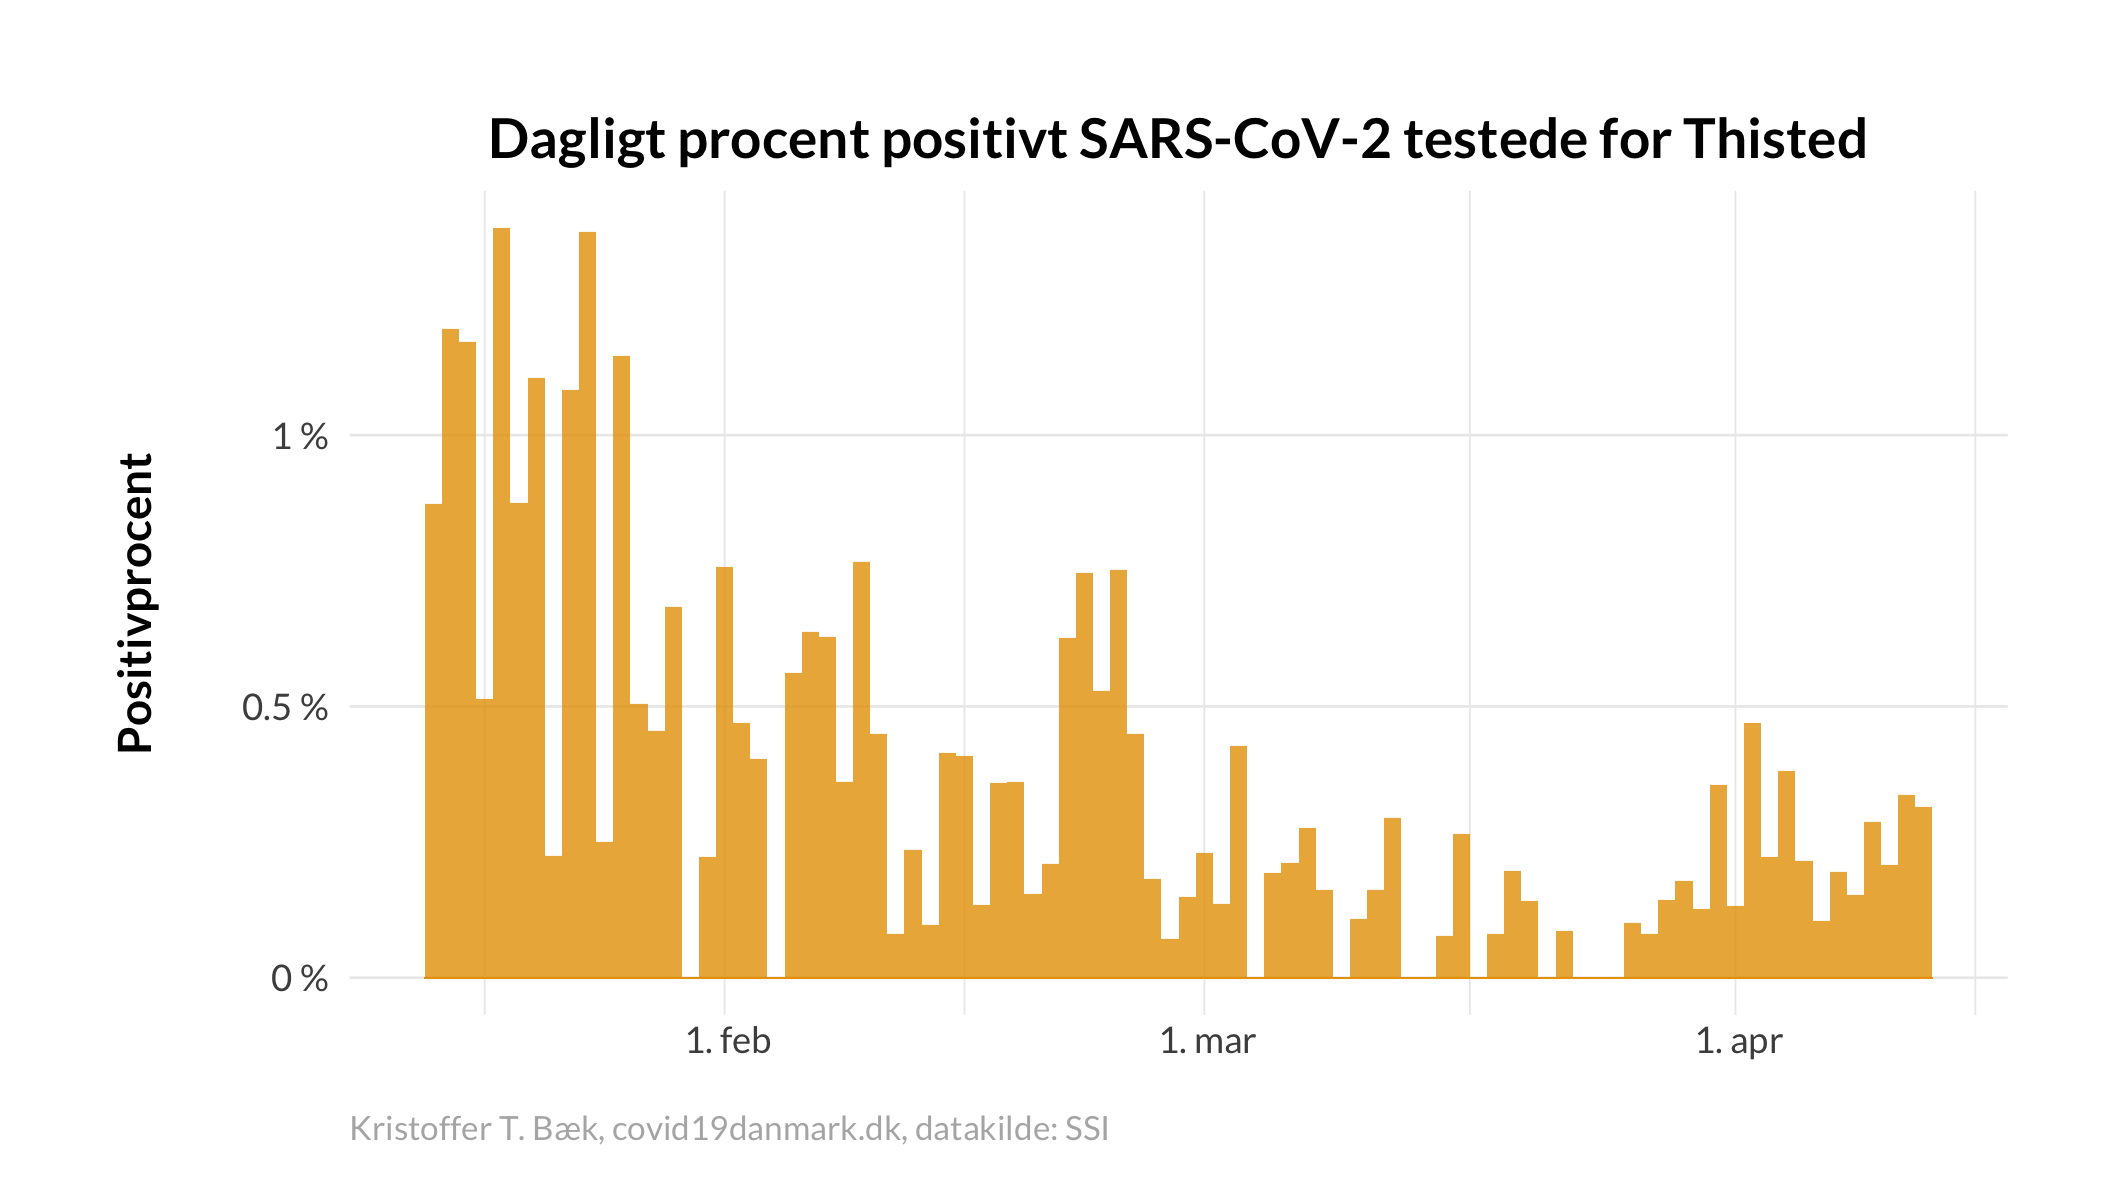 Dagligt procent positivt SARS-CoV-2 testede for Thisted
Positivprocent
1 %
0.5 %
0 %
1. feb
1. mar
1. apr
Kristoffer T. Bæk, covid19danmark.dk, datakilde: SSI